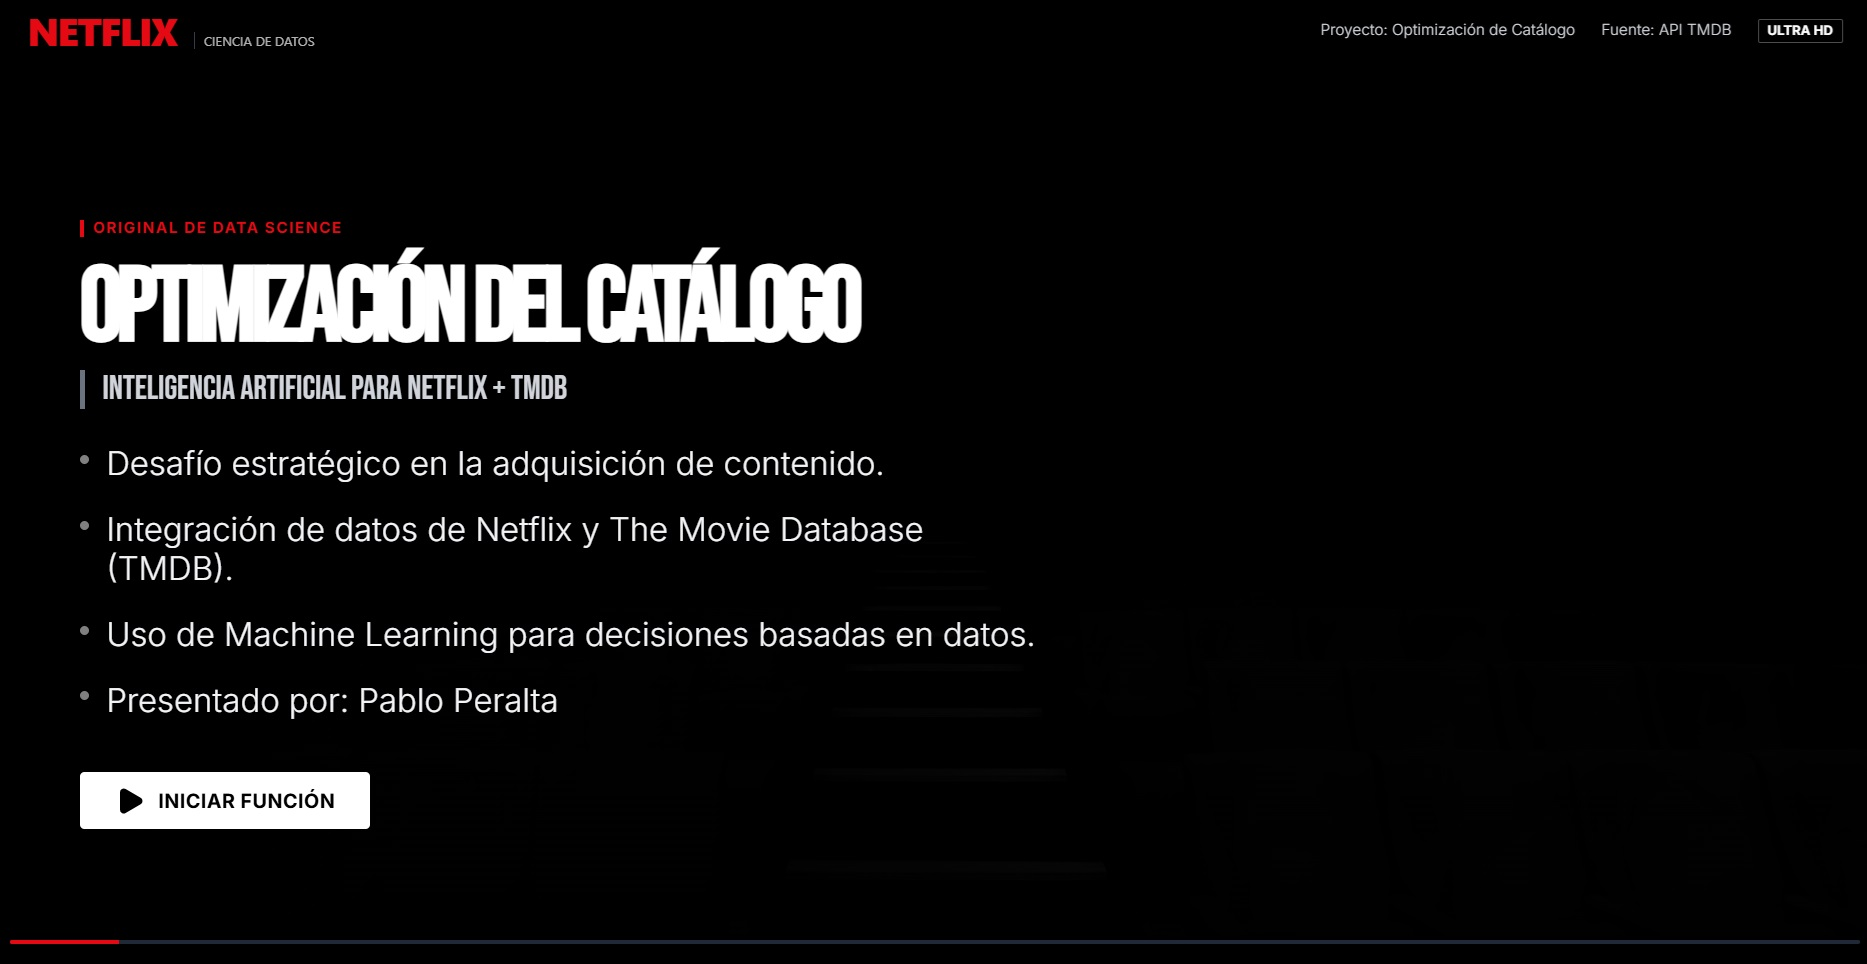 NETFLIX
CIENCIA DE DATOS
Proyecto: Optimización de Catálogo
Fuente: API TMDB
ULTRA HD
ORIGINAL DE DATA SCIENCE
OPTIMIZACIÓN DEL CATÁLOGO
INTELIGENCIA ARTIFICIAL PARA NETFLIX + TMDB
• Desafío estratégico en la adquisición de contenido.
• Integración de datos de Netflix y The Movie Database
(TMDB).
• Uso de Machine Learning para decisiones basadas en datos.
• Presentado por: Pablo Peralta
INICIAR FUNCIÓN